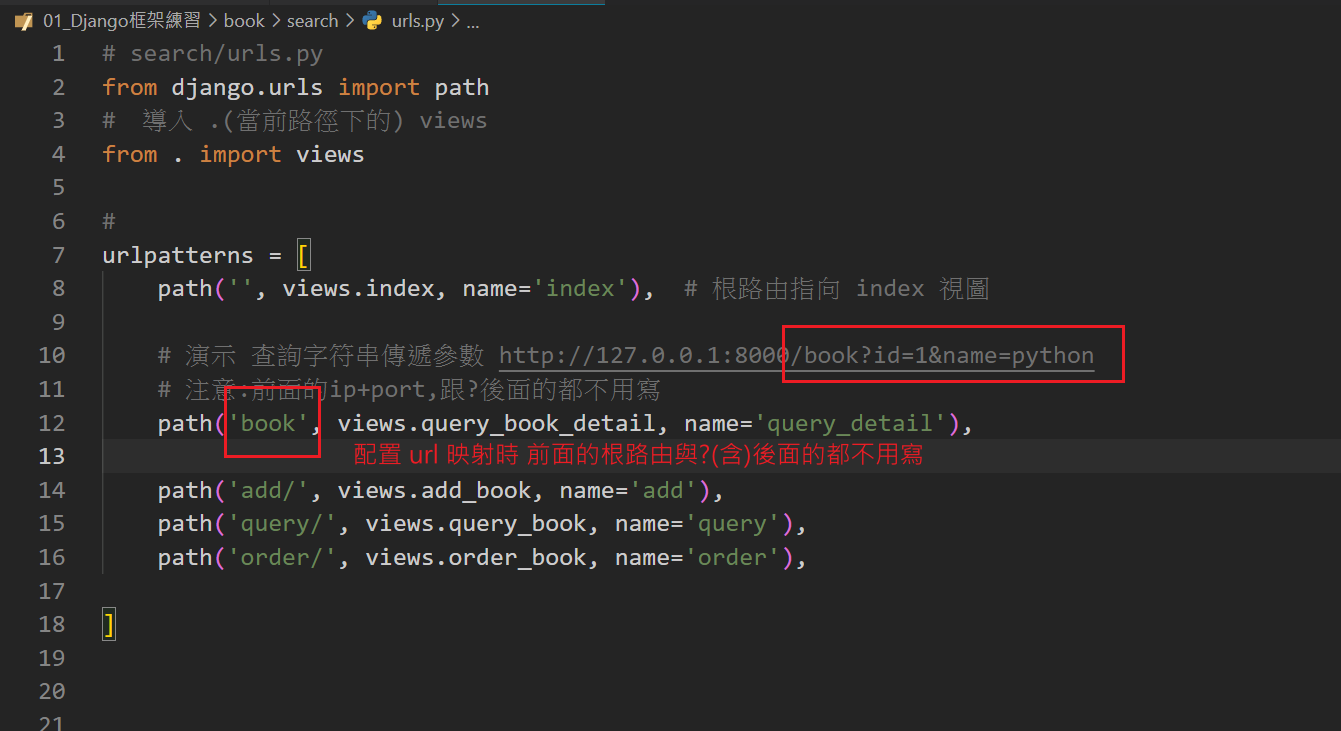 01_Django框架練習 > book > search > urls.py > ...
1 # search/urls.py
2 from django.urls import path
3 # 導入 .(當前路徑下的) views
4 from . import views
5
6 #
7 urlpatterns = [
8 path('', views.index, name='index'), # 根路由指向 index 視圖
9
10 # 演示 查詢字符串傳遞參數 http://127.0.0.1:8000/book?id=1&name=python
11 # 注意:前面的ip+port,跟?後面的都不用寫
12 path('book', views.query_book_detail, name='query_detail'),
13 配置 url 映射時 前面的根路由與?(含)後面的都不用寫
14 path('add/', views.add_book, name='add'),
15 path('query/', views.query_book, name='query'),
16 path('order/', views.order_book, name='order'),
17
18 ]
19
20
21